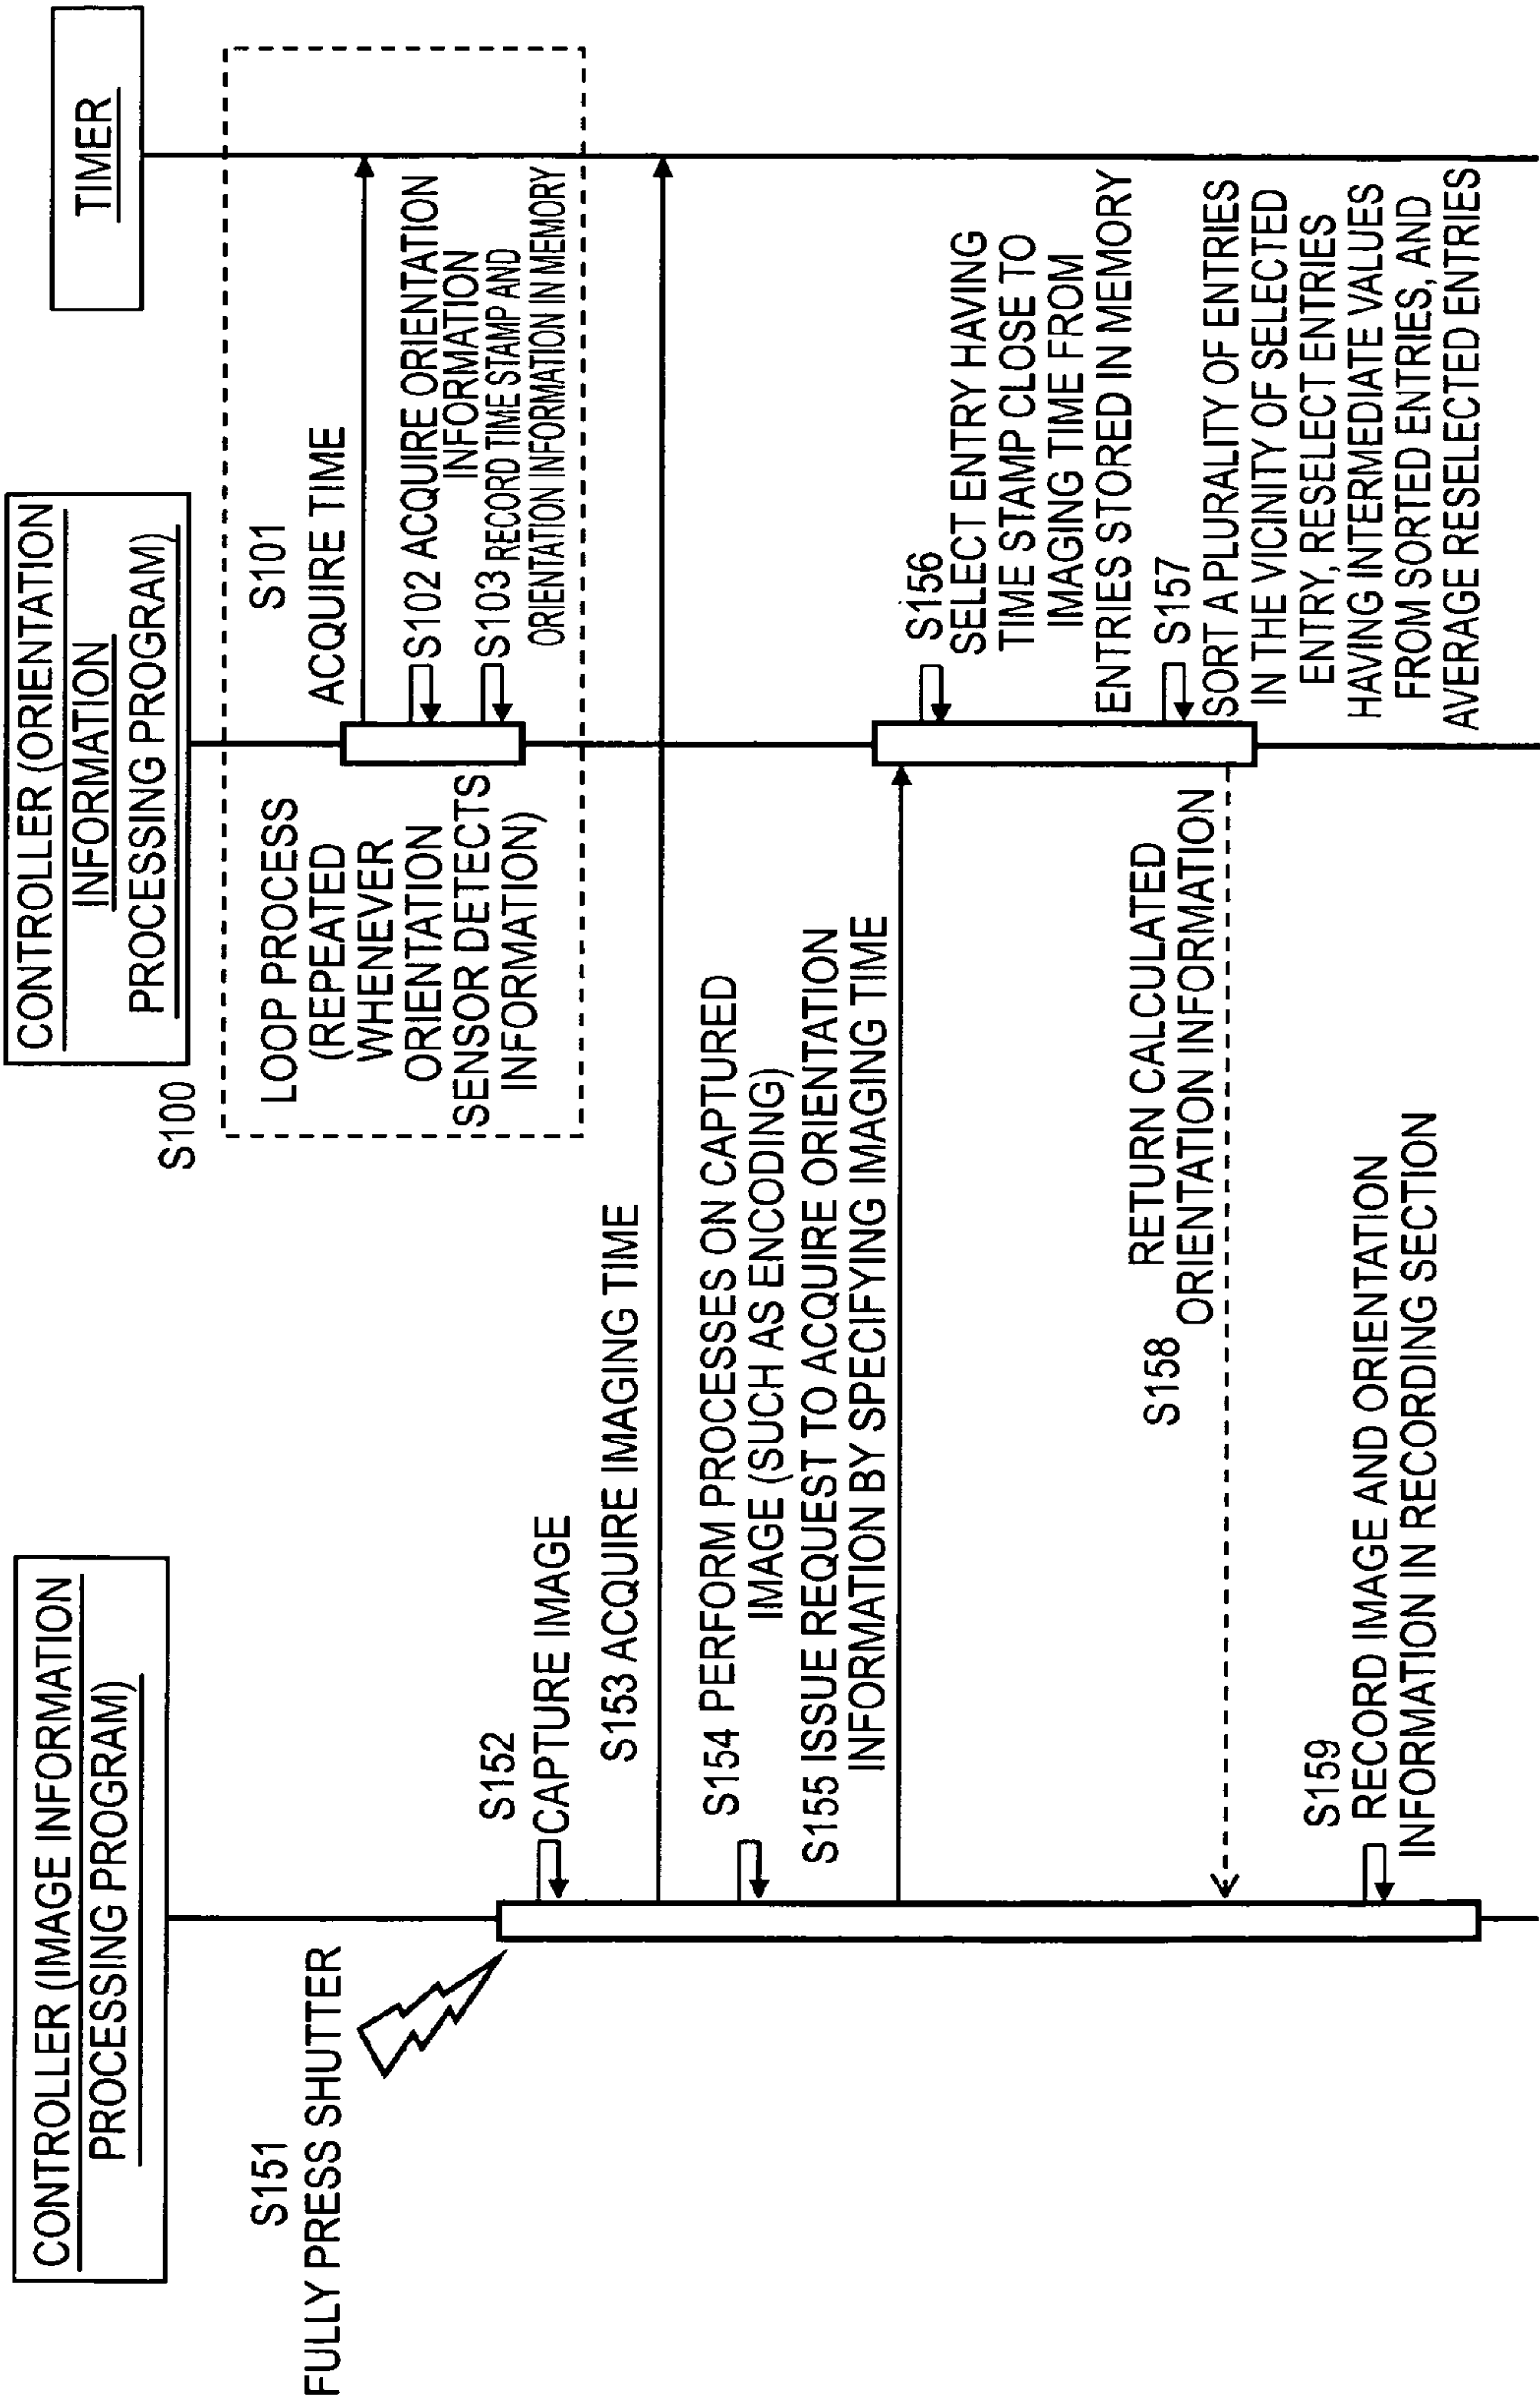 CONTROLLER (IMAGE INFORMATION
PROCESSING PROGRAM)
CONTROLLER (ORIENTATION
INFORMATION
PROCESSING PROGRAM)
TIMER
S100
LOOP PROCESS
(REPEATED
WHENEVER
ORIENTATION
SENSOR DETECTS
INFORMATION)
S101
ACQUIRE TIME
S102 ACQUIRE ORIENTATION
INFORMATION
S103 RECORD TIME STAMP AND
ORIENTATION INFORMATION IN MEMORY
S151
FULLY PRESS SHUTTER
S152
CAPTURE IMAGE
S153 ACQUIRE IMAGING TIME
S154 PERFORM PROCESSES ON CAPTURED
IMAGE (SUCH AS ENCODING)
S155 ISSUE REQUEST TO ACQUIRE ORIENTATION
INFORMATION BY SPECIFYING IMAGING TIME
S156
SELECT ENTRY HAVING
TIME STAMP CLOSE TO
IMAGING TIME FROM
ENTRIES STORED IN MEMORY
S157
SORT A PLURALITY OF ENTRIES
IN THE VICINITY OF SELECTED
ENTRY, RESELECT ENTRIES
HAVING INTERMEDIATE VALUES
FROM SORTED ENTRIES, AND
AVERAGE RESELECTED ENTRIES
S158
RETURN CALCULATED
ORIENTATION INFORMATION
S159
RECORD IMAGE AND ORIENTATION
INFORMATION IN RECORDING SECTION